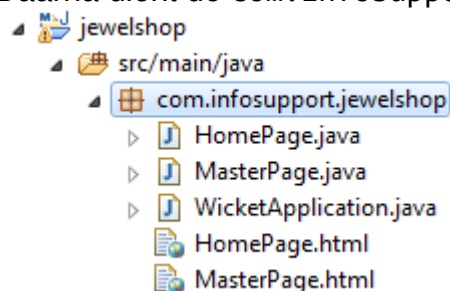 jewelshop
src/main/java
com.infosupport.jewelshop
HomePage.java
MasterPage.java
WicketApplication.java
HomePage.html
MasterPage.html